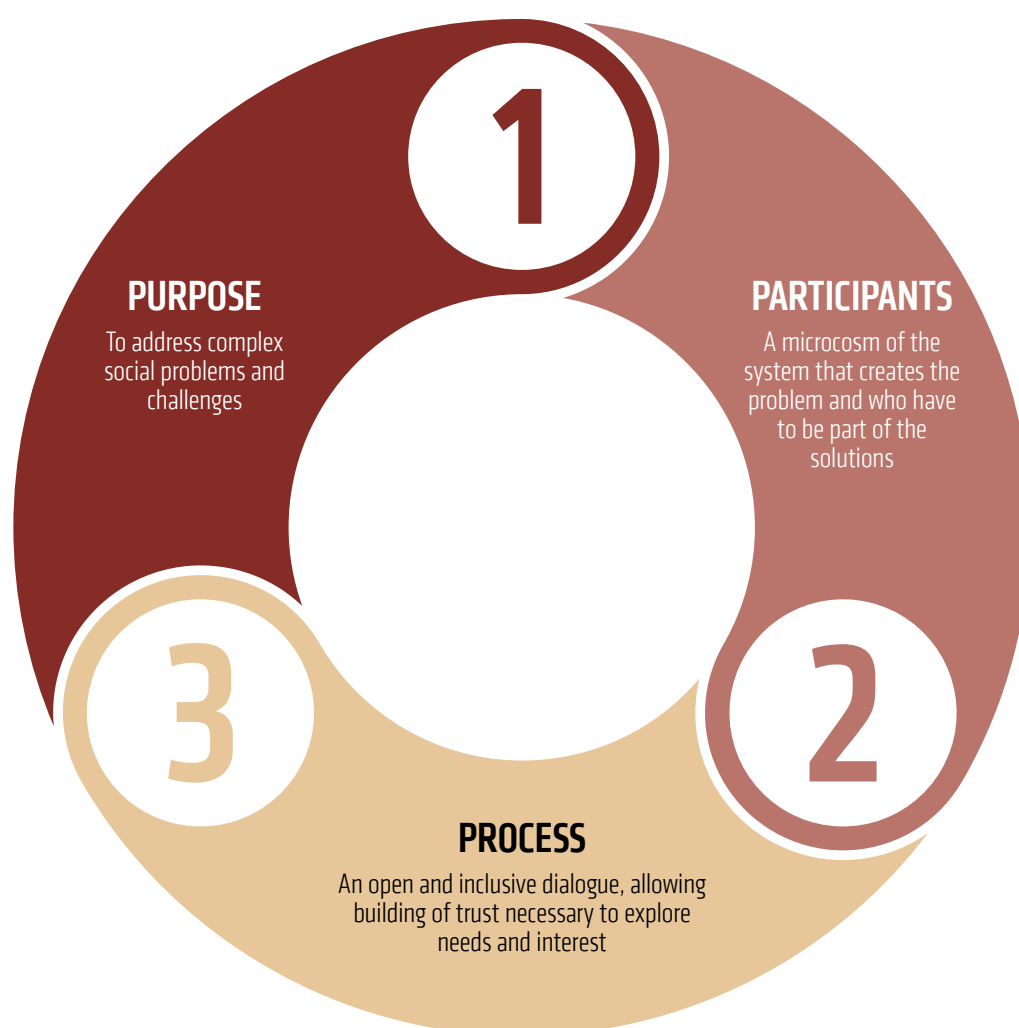 1
PURPOSE
To address complex
social problems and
challenges
PARTICIPANTS
A microcosm of the
system that creates the
problem and who have
to be part of the
solutions
2
3
PROCESS
An open and inclusive dialogue, allowing
building of trust necessary to explore
needs and interest